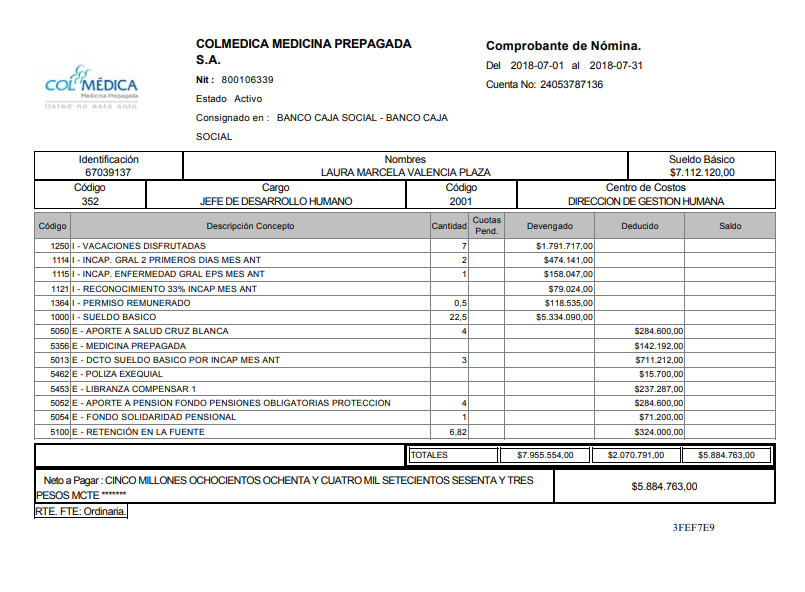 COLMÉDICA
Medicina Prepagada
Usted no está solo.
COLMEDICA MEDICINA PREPAGADA
S.A.
Nit : 800106339
Estado Activo
Consignado en : BANCO CAJA SOCIAL - BANCO CAJA
SOCIAL
Comprobante de Nómina.
Del 2018-07-01 al 2018-07-31
Cuenta No: 24053787136
Identificación Nombres Sueldo Básico
67039137 LAURA MARCELA VALENCIA PLAZA $7.112.120,00
Código Cargo Código Centro de Costos
352 JEFE DE DESARROLLO HUMANO 2001 DIRECCION DE GESTION HUMANA
Código Descripción Concepto Cantidad Cuotas Pend. Devengado Deducido Saldo
1250 I - VACACIONES DISFRUTADAS 7 $1.791.717,00
1114 I - INCAP. GRAL 2 PRIMEROS DIAS MES ANT 2 $474.141,00
1115 I - INCAP. ENFERMEDAD GRAL EPS MES ANT 1 $158.047,00
1121 I - RECONOCIMIENTO 33% INCAP MES ANT $79.024,00
1364 I - PERMISO REMUNERADO 0,5 $118.535,00
1000 I - SUELDO BASICO 22,5 $5.334.090,00
5050 E - APORTE A SALUD CRUZ BLANCA 4 $284.600,00
5356 E - MEDICINA PREPAGADA $142.192,00
5013 E - DCTO SUELDO BASICO POR INCAP MES ANT 3 $711.212,00
5462 E - POLIZA EXEQUIAL $15.700,00
5453 E - LIBRANZA COMPENSAR 1 $237.287,00
5052 E - APORTE A PENSION FONDO PENSIONES OBLIGATORIAS PROTECCION 4 $284.600,00
5054 E - FONDO SOLIDARIDAD PENSIONAL 1 $71.200,00
5100 E - RETENCIÓN EN LA FUENTE 6,82 $324.000,00
TOTALES $7.955.554,00 $2.070.791,00 $5.884.763,00
Neto a Pagar : CINCO MILLONES OCHOCIENTOS OCHENTA Y CUATRO MIL SETECIENTOS SESENTA Y TRES
PESOS MCTE *******
$5.884.763,00
RTE. FTE: Ordinaria.
3FEF7E9